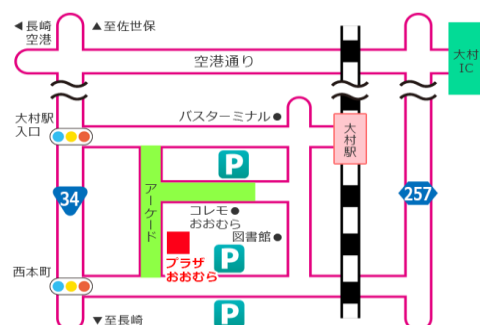 ◀長崎
空港
▲至佐世保
空港通り
大村
IC
大村駅
入口
バスターミナル●
大村駅
P
34
アーケード
257
コレモ●
おおむら
図書館●
プラザ
おおむら
P
西本町
▼至長崎
P